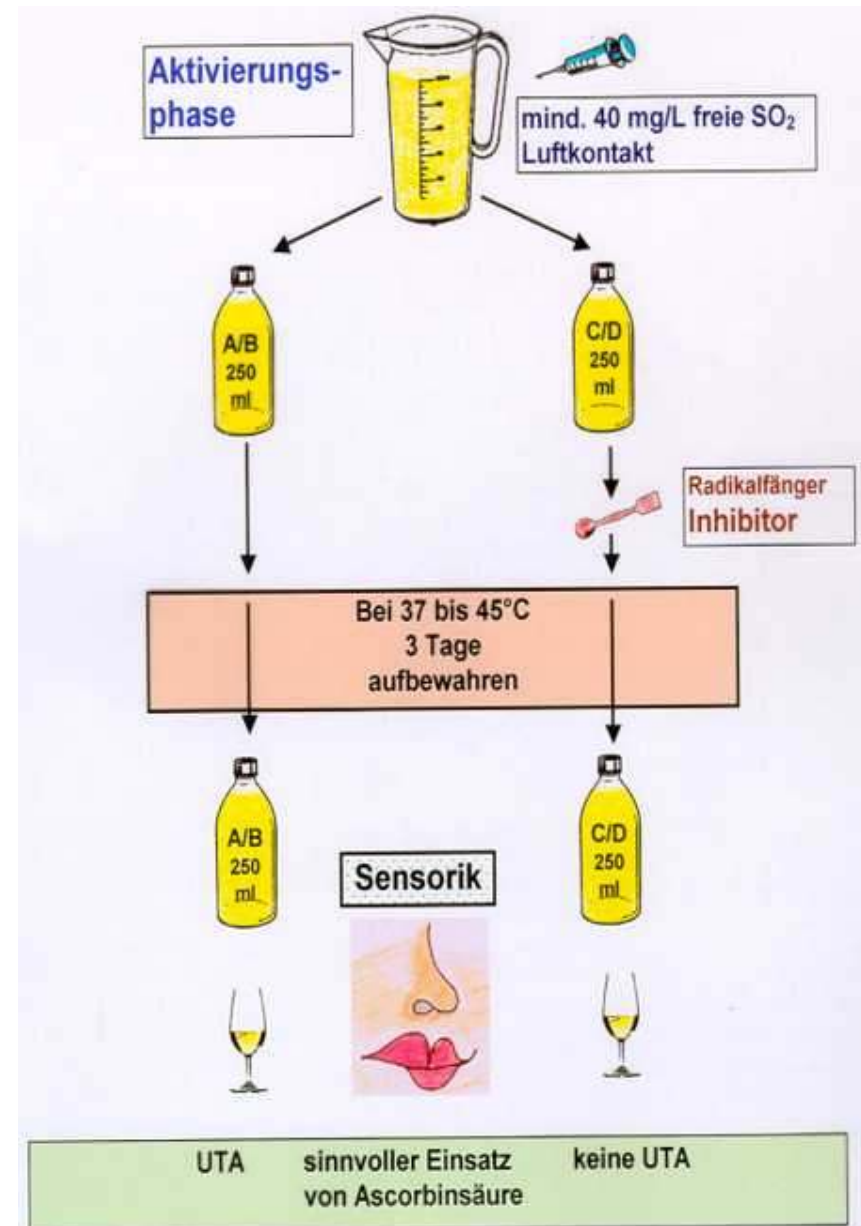 Aktivierungs-
phase
mind. 40 mg/L freie SO₂
Luftkontakt
A/B
250
ml
C/D
250
ml
Radikalfänger
Inhibitor
Bei 37 bis 45°C
3 Tage
aufbewahren
A/B
250
ml
C/D
250
ml
Sensorik
UTA sinnvoller Einsatz keine UTA
von Ascorbinsäure